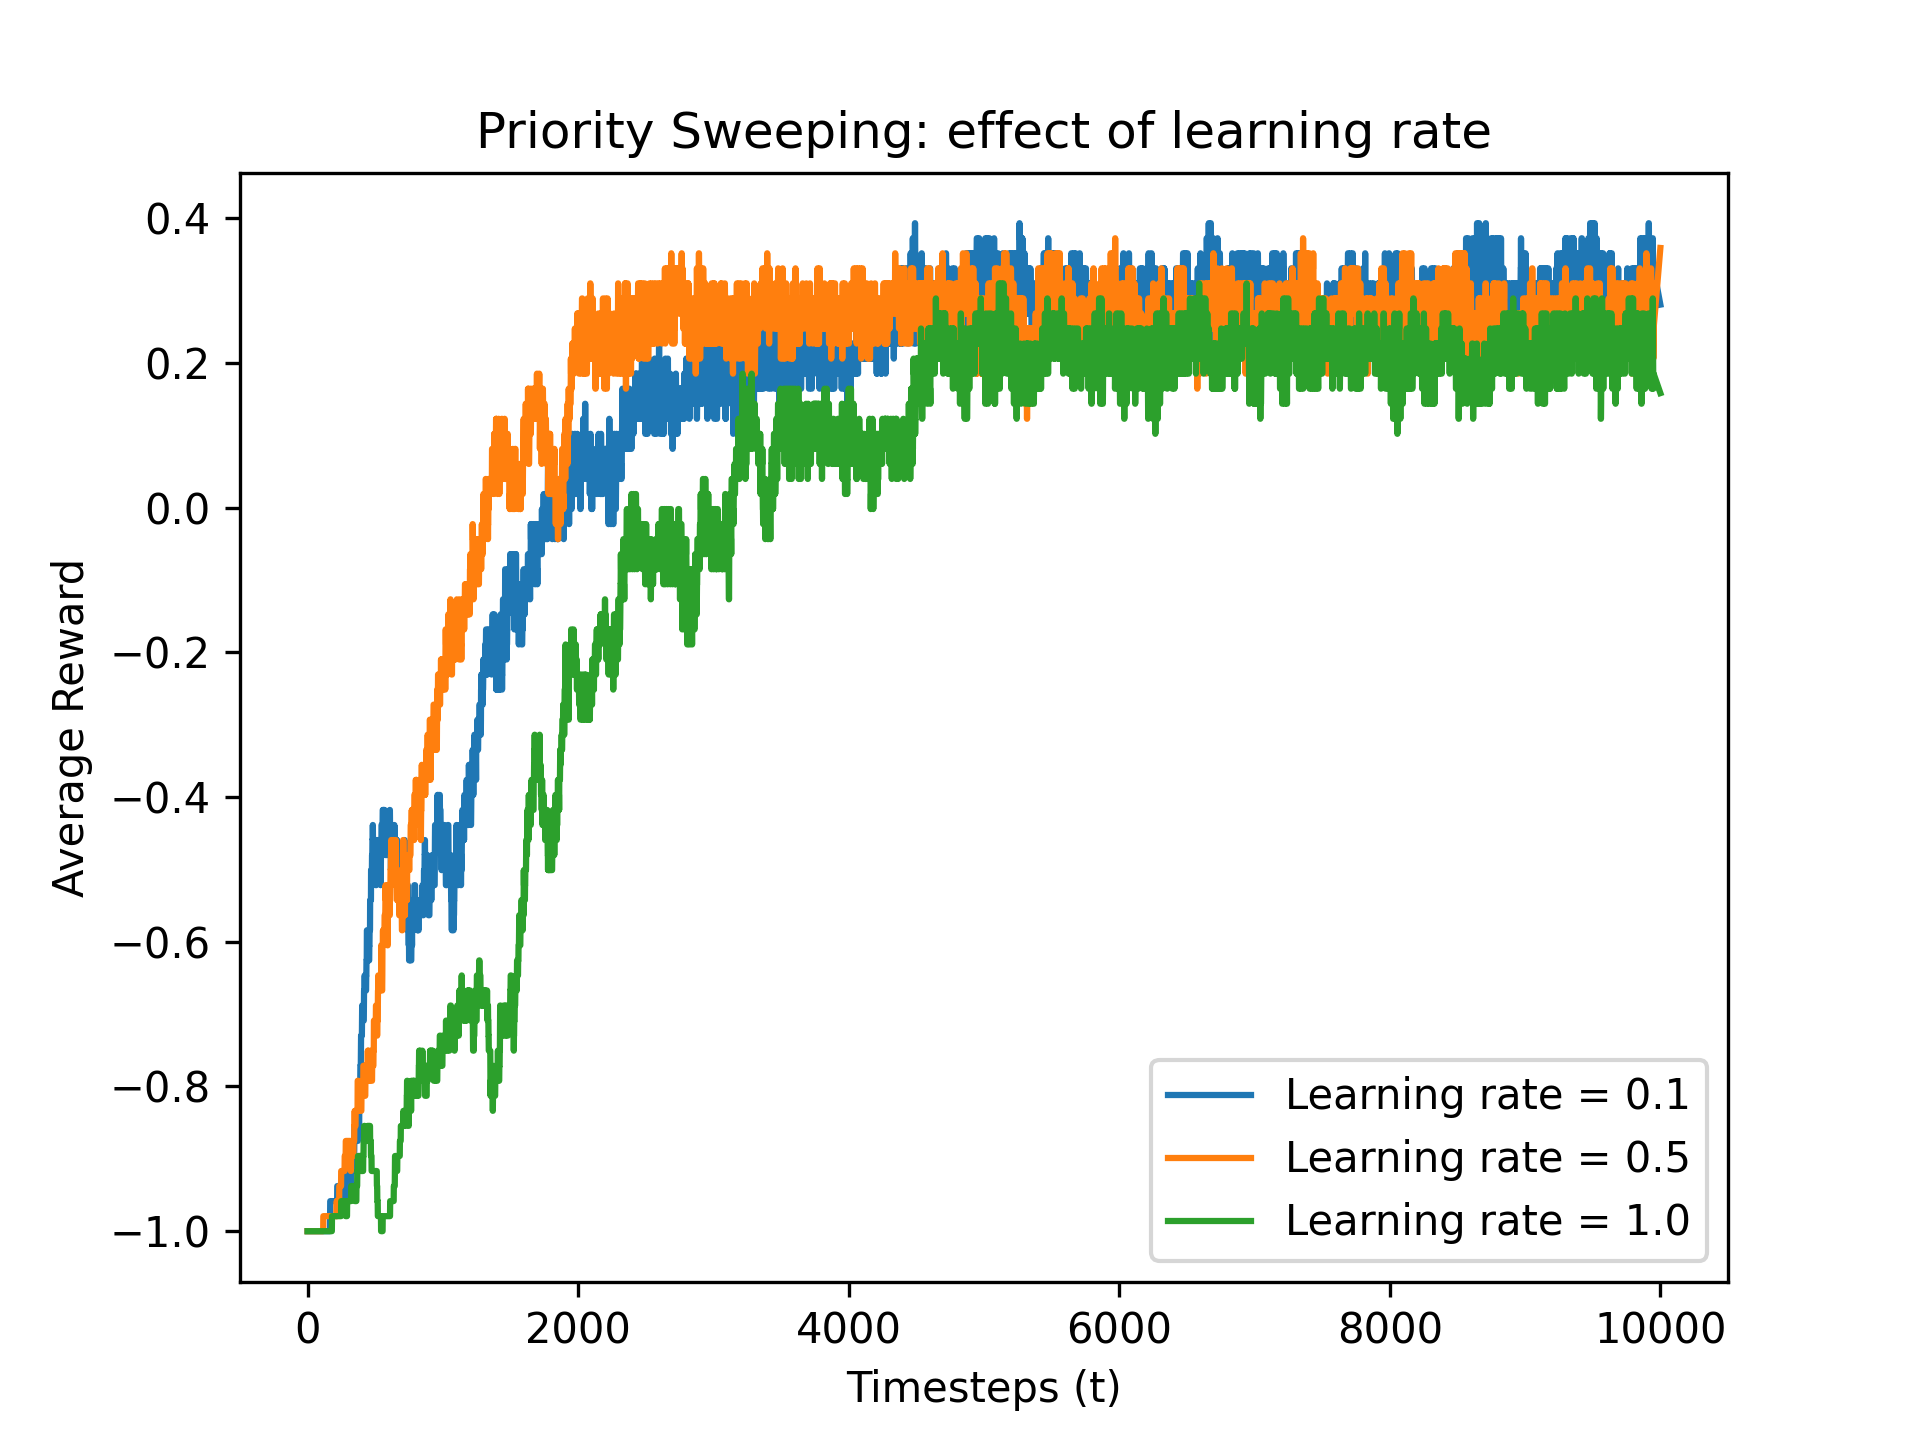 Priority Sweeping: effect of learning rate
0.4
0.2
0.0
−0.2
−0.4
−0.6
−0.8
−1.0
Average Reward
Learning rate = 0.1
Learning rate = 0.5
Learning rate = 1.0
0 2000 4000 6000 8000 10000
Timesteps (t)